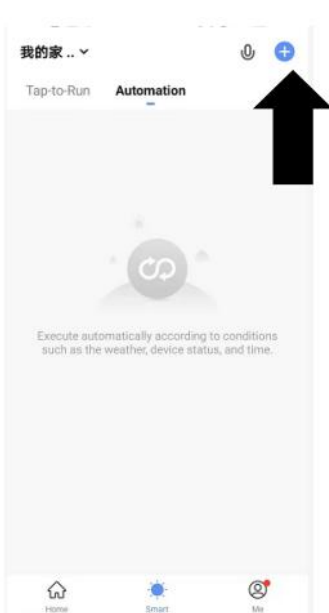 我的家 ..
Tap-to-Run Automation
Execute automatically according to conditions
such as the weather, device status, and time.
Home Smart Me